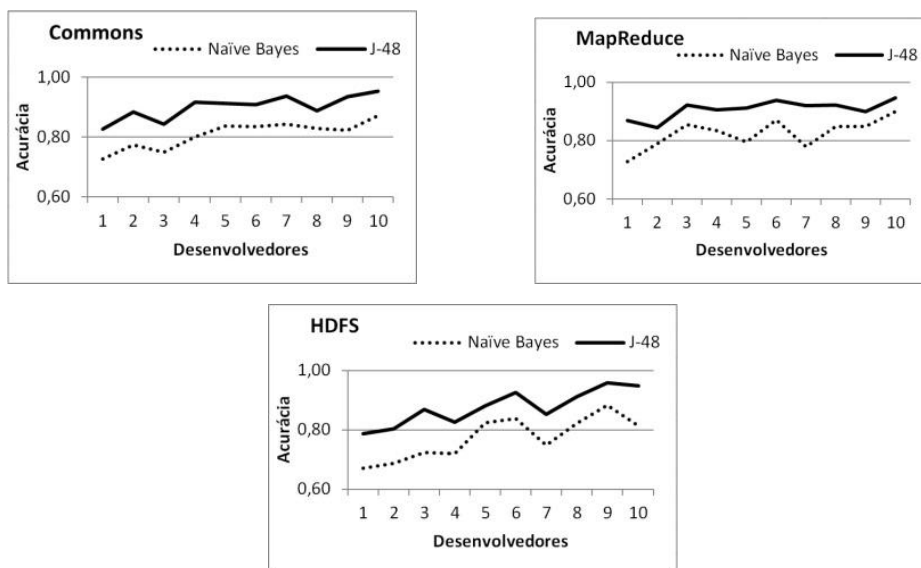 Commons
Naïve Bayes J-48
1,00
0,80
0,60
Acurácia
1 2 3 4 5 6 7 8 9 10
Desenvolvedores
MapReduce
Naïve Bayes J-48
1,00
0,80
0,60
Acurácia
1 2 3 4 5 6 7 8 9 10
Desenvolvedores
HDFS
Naïve Bayes J-48
1,00
0,80
0,60
Acurácia
1 2 3 4 5 6 7 8 9 10
Desenvolvedores